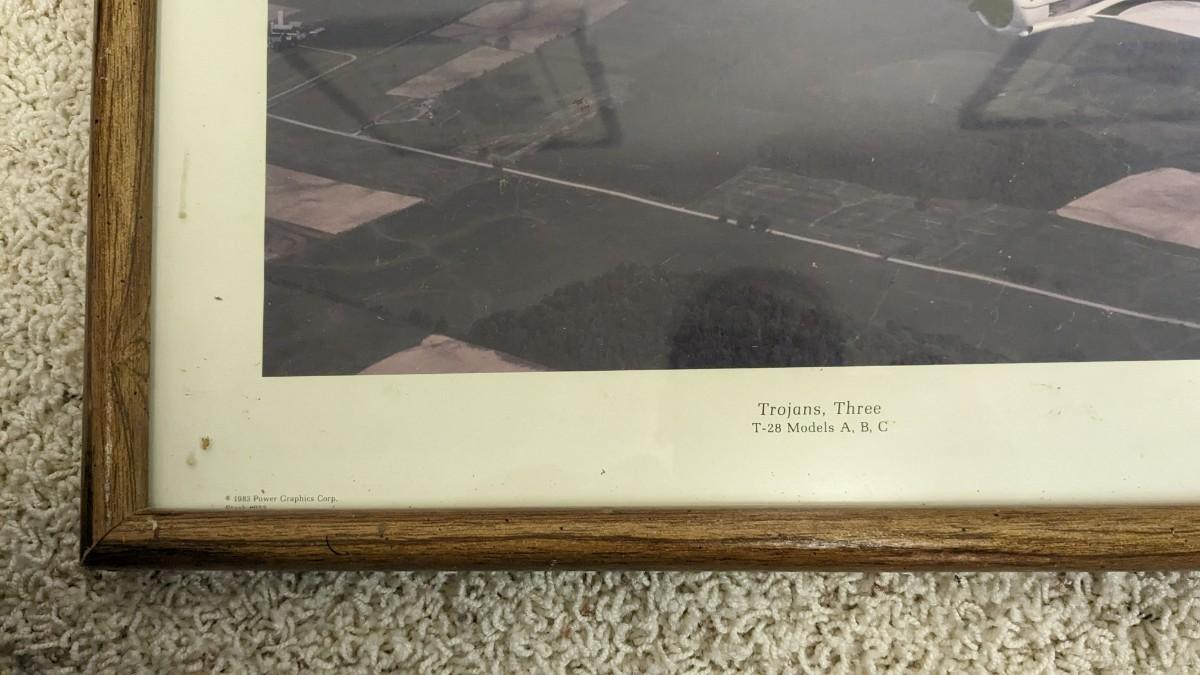 Trojans, Three
T-28 Models A, B, C
© 1983 Power Graphics Corp.